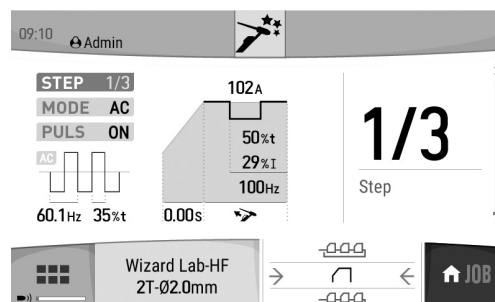 09:10 Admin
STEP 1/3
MODE AC
PULS ON
AC
60.1Hz 35%t
102A
50%t
29%I
100Hz
0.00s
1/3
Step
Wizard Lab-HF
2T-Ø2.0mm
JOB